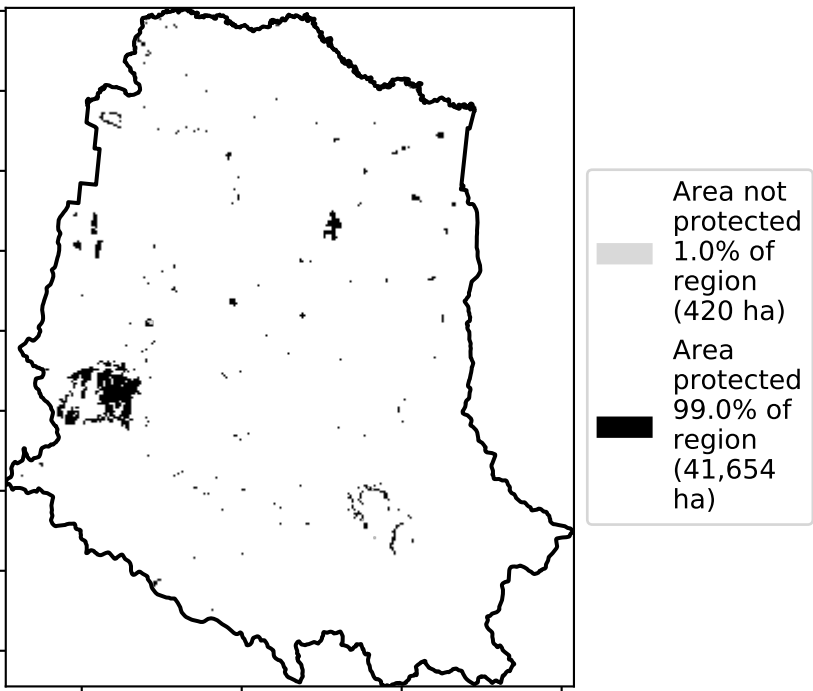 Area not
protected
1.0% of
region
(420 ha)
Area
protected
99.0% of
region
(41,654
ha)